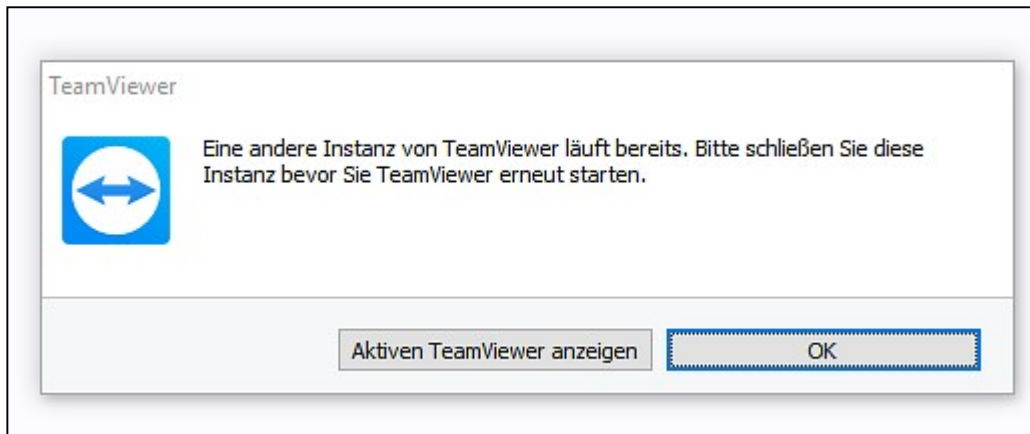 TeamViewer
Eine andere Instanz von TeamViewer läuft bereits. Bitte schließen Sie diese
Instanz bevor Sie TeamViewer erneut starten.
Aktiven TeamViewer anzeigen
OK